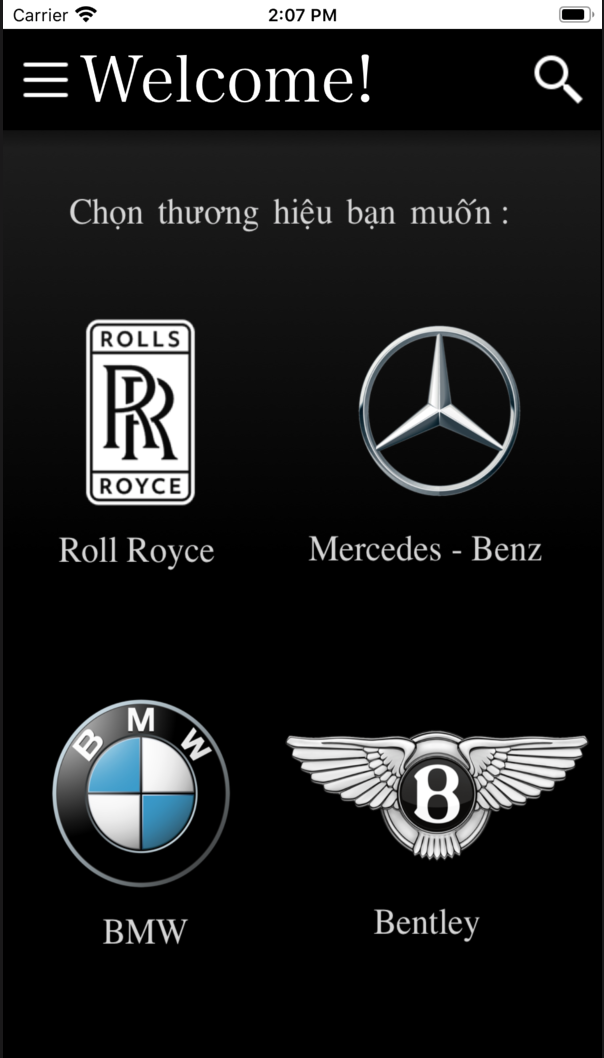 Carrier 2:07 PM
Welcome!
Chọn thương hiệu bạn muốn :
ROLLS
RR
ROYCE
Roll Royce
Mercedes - Benz
BMW
B
BMW
Bentley